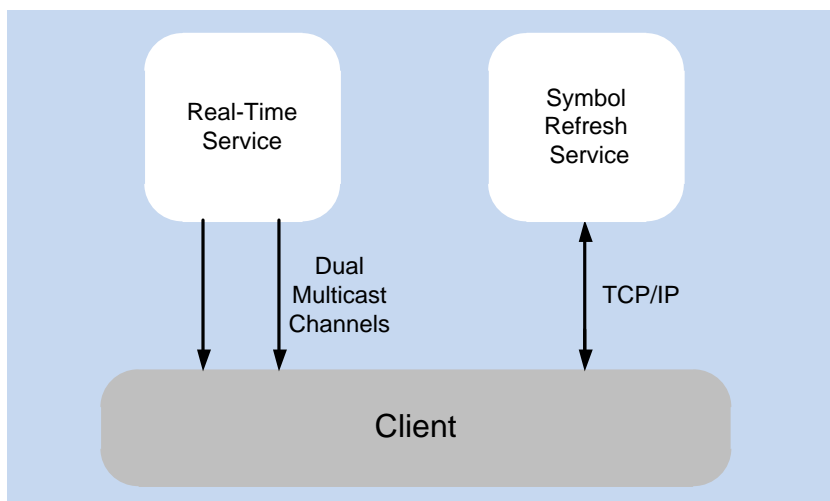 Real-Time
Service
Symbol
Refresh
Service
Dual
Multicast
Channels
TCP/IP
Client